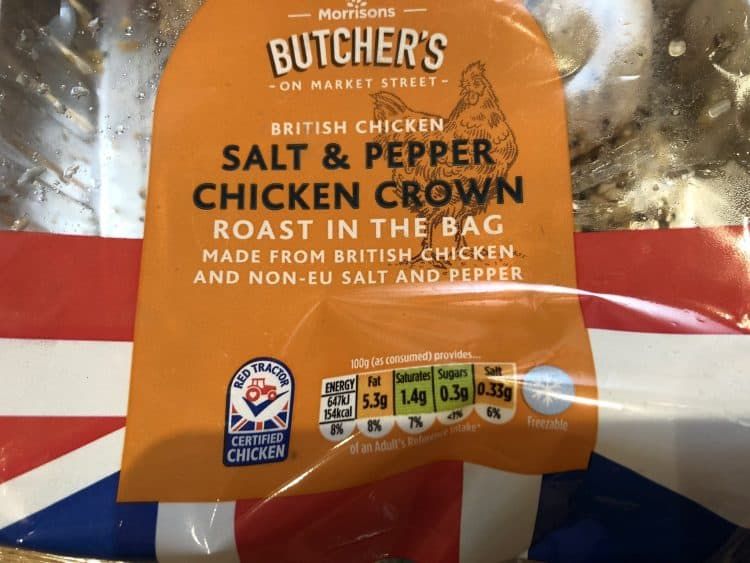 Morrisons
BUTCHER'S
- ON MARKET STREET -
BRITISH CHICKEN
SALT & PEPPER
CHICKEN CROWN
ROAST IN THE BAG
MADE FROM BRITISH CHICKEN
AND NON-EU SALT AND PEPPER
100g (as consumed) provides...
ENERGY Fat Saturates Sugars Salt
647kJ 5.3g 1.4g 0.3g 0.33g
154kcal
8% 8% 7% <1% 6%
of an Adult's Reference intake*
Freezable
RED TRACTOR
CERTIFIED
CHICKEN